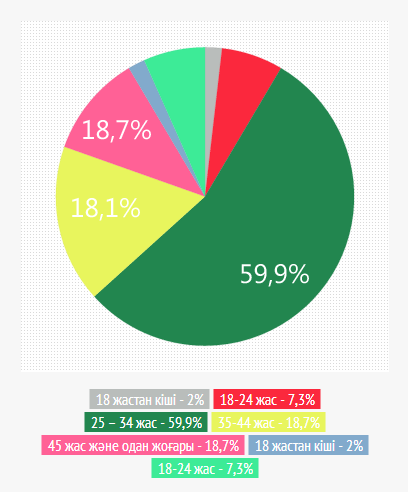 18,7%
18,1%
59,9%
18 жастан кіші - 2% 18-24 жас - 7,3%
25 – 34 жас - 59,9% 35-44 жас - 18,7%
45 жас және одан жоғары - 18,7% 18 жастан кіші - 2%
18-24 жас - 7,3%